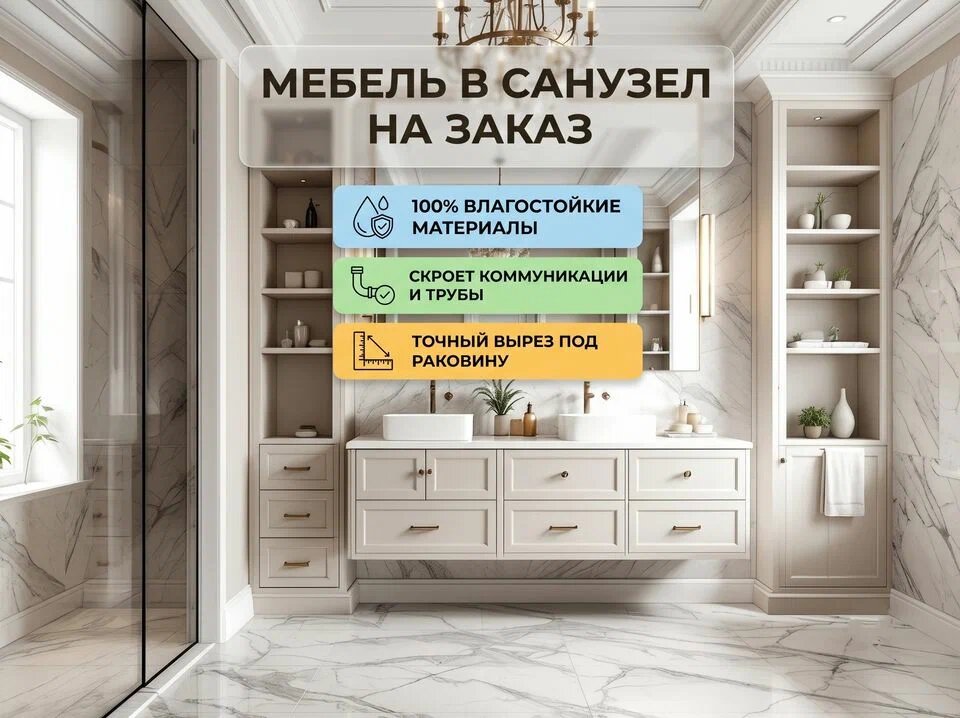 МЕБЕЛЬ В САНУЗЕЛ
НА ЗАКАЗ
100% ВЛАГОСТОЙКИЕ
МАТЕРИАЛЫ
СКРОЕТ КОММУНИКАЦИИ
И ТРУБЫ
ТОЧНЫЙ ВЫРЕЗ ПОД
РАКОВИНУ